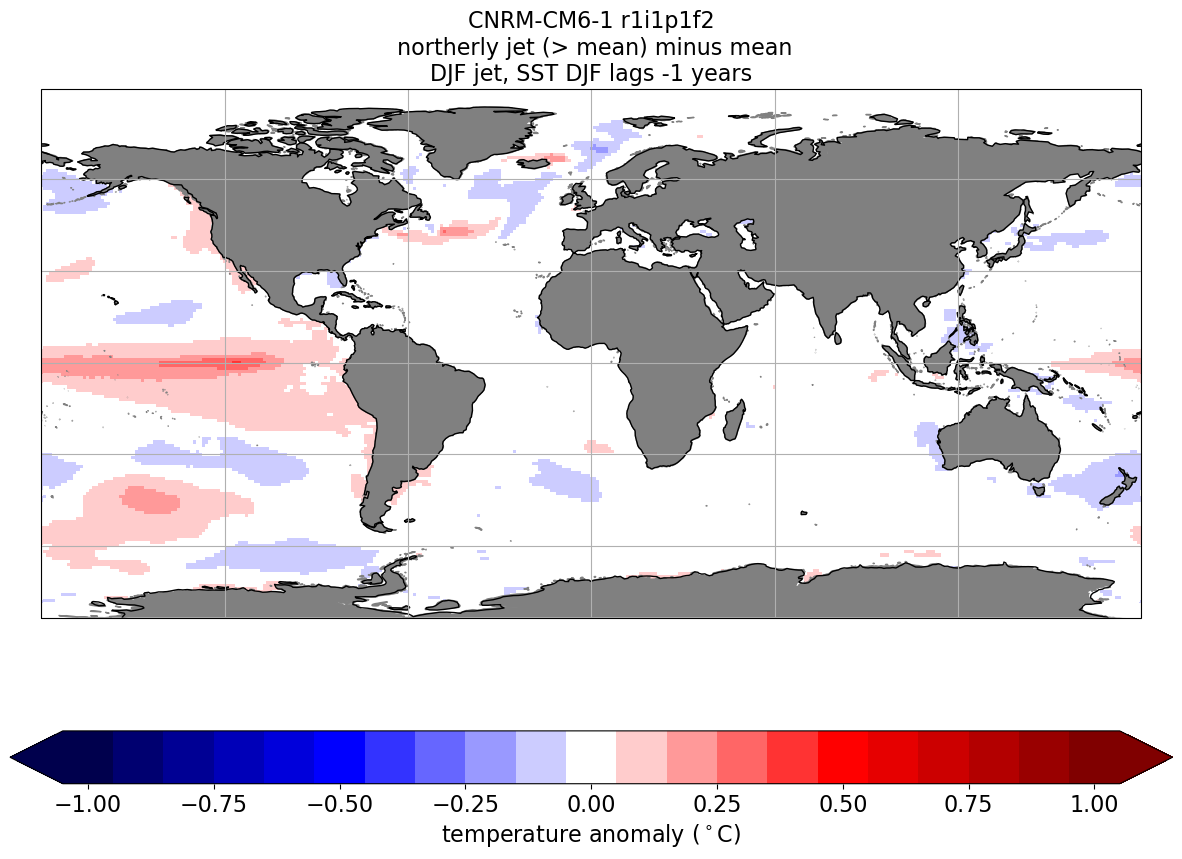 CNRM-CM6-1 r1i1p1f2
northerly jet (> mean) minus mean
DJF jet, SST DJF lags -1 years
−1.00 −0.75 −0.50 −0.25 0.00 0.25 0.50 0.75 1.00
temperature anomaly (°C)